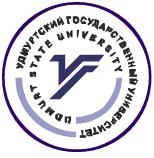 УДМУРТСКИЙ ГОСУДАРСТВЕННЫЙ УНИВЕРСИТЕТ
UDMURT STATE UNIVERSITY